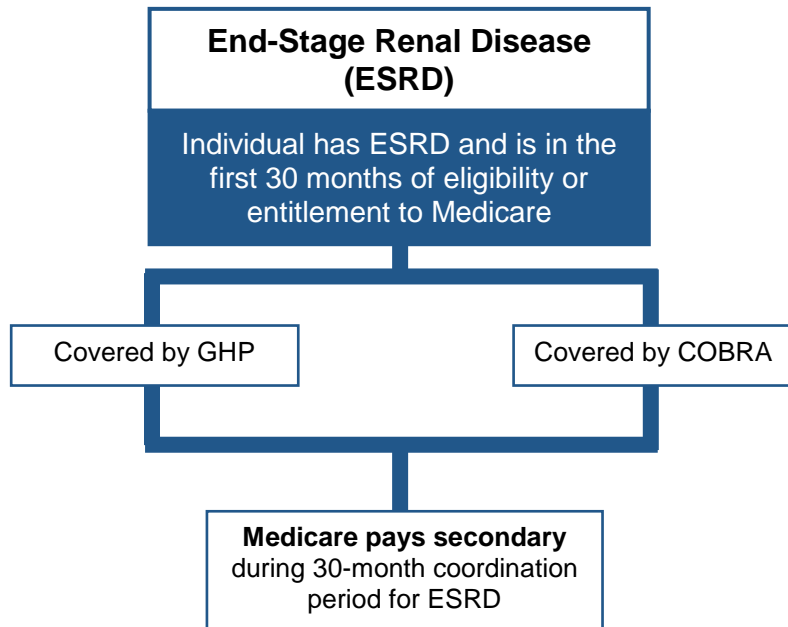 End-Stage Renal Disease
(ESRD)
Individual has ESRD and is in the
first 30 months of eligibility or
entitlement to Medicare
Covered by GHP
Covered by COBRA
Medicare pays secondary
during 30-month coordination
period for ESRD